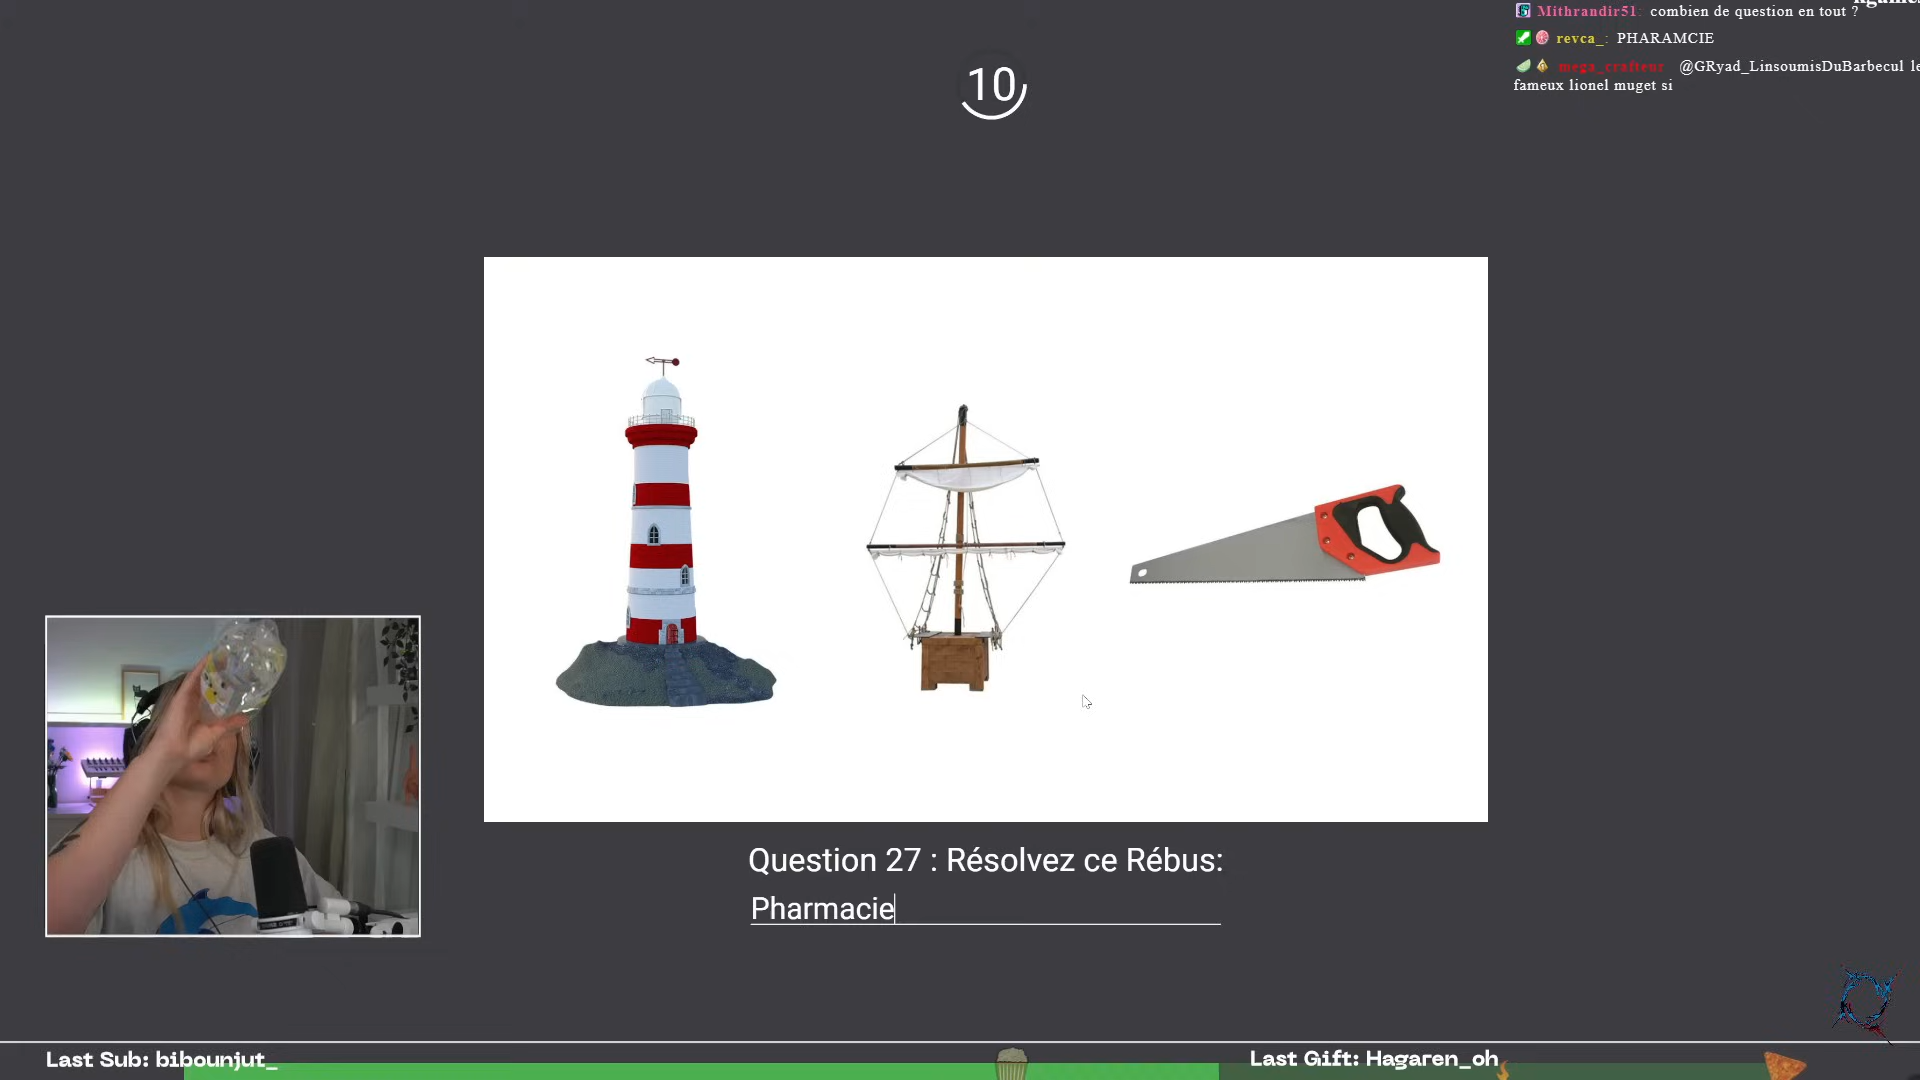 Mithrandir51: combien de question en tout ?
revca_: PHARAMCIE
mega_crafteur @GRyad_LinsoumisDuBarbecul le
fameux lionel muget si
10
Question 27 : Résolvez ce Rébus:
Pharmacie
Last Sub: bibounjut_
Last Gift: Hagaren_oh